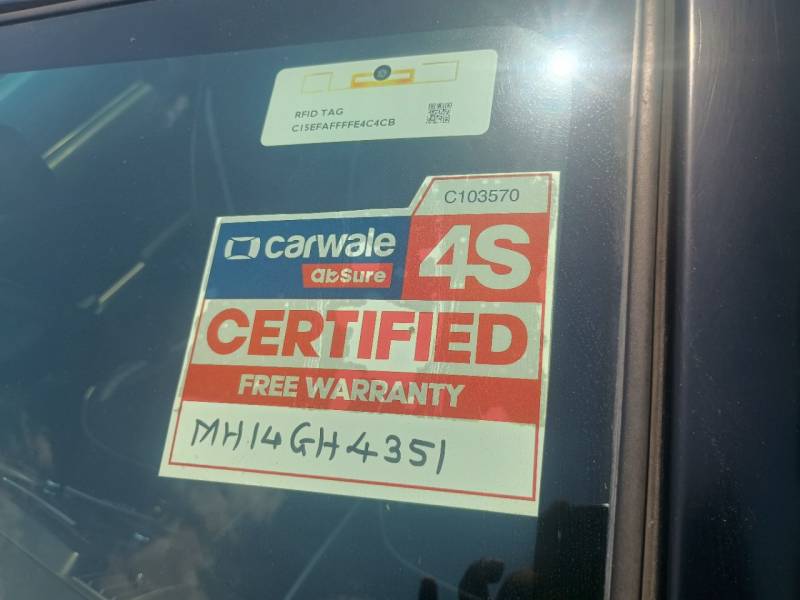 RFID TAG
C15EFAFFFFE4C4CB
C103570
carwale
abSure
4S
CERTIFIED
FREE WARRANTY
MH14GH4351